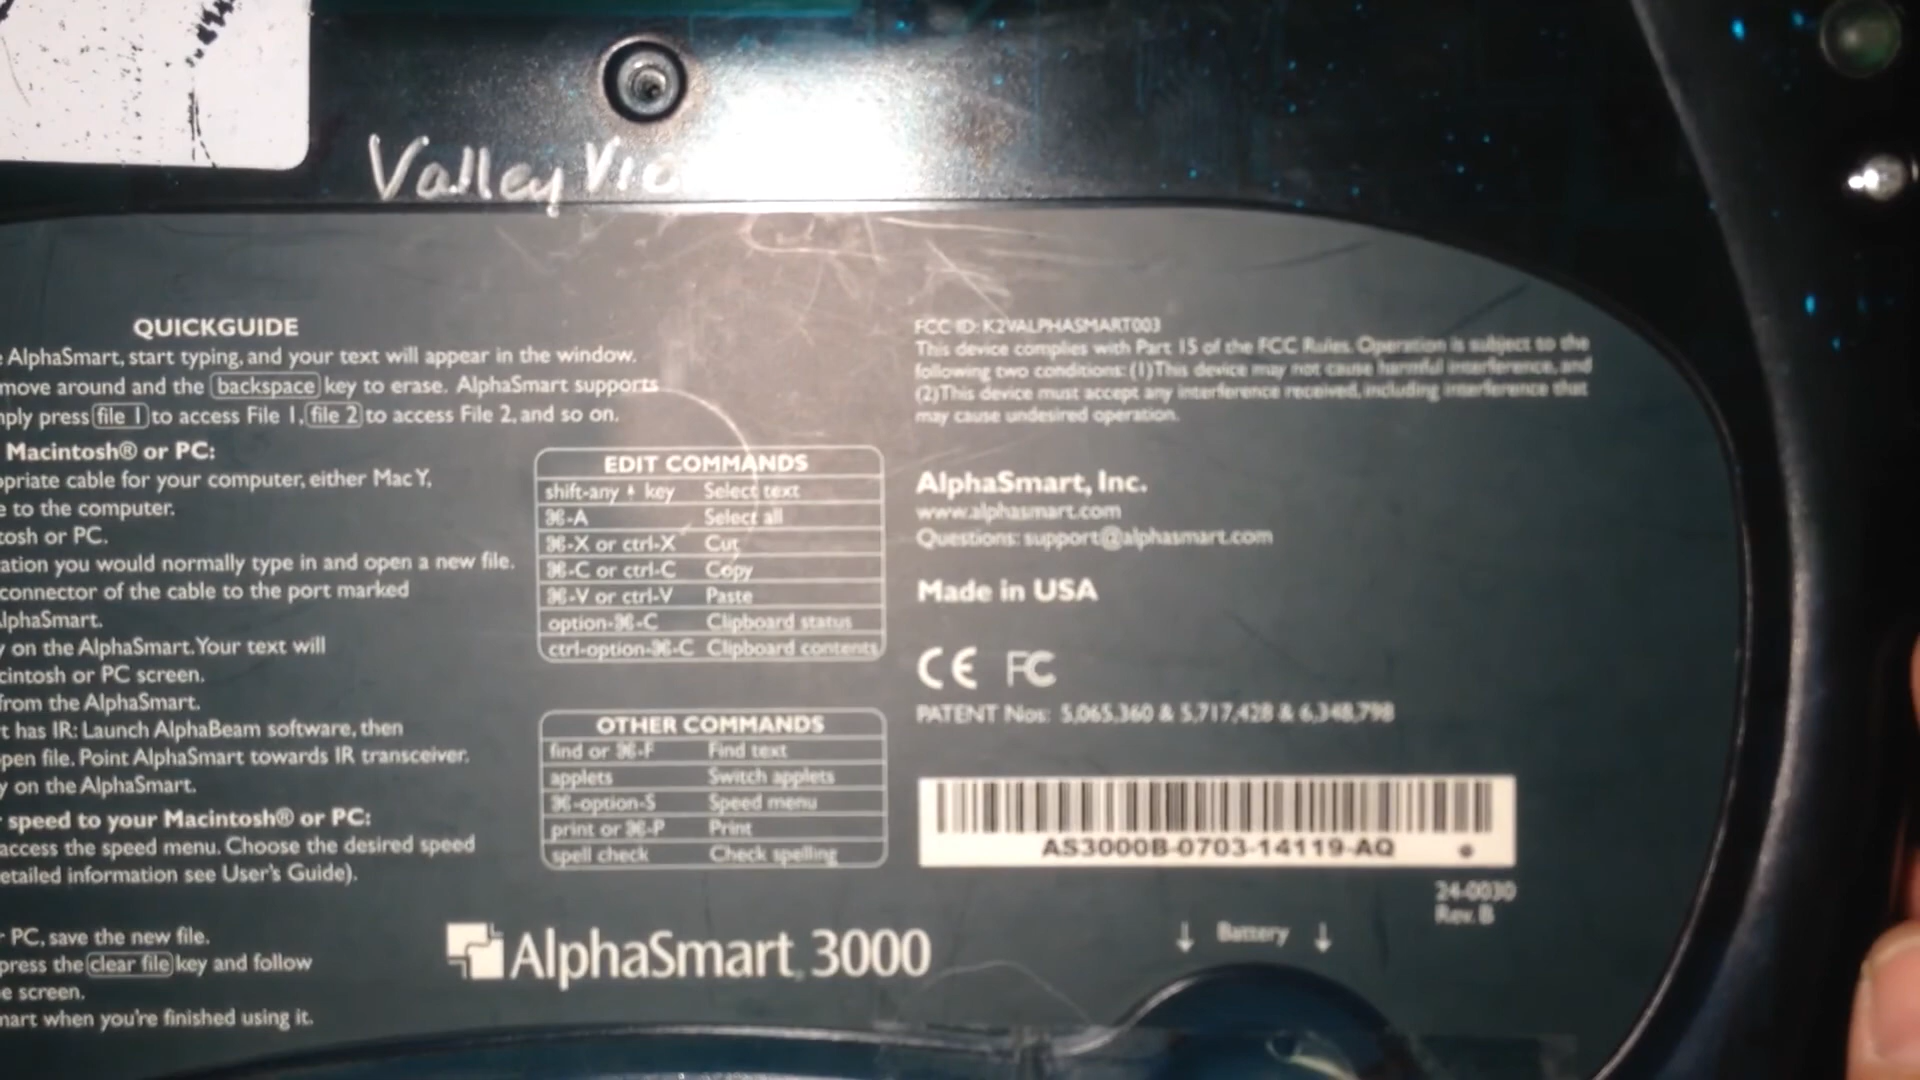 Valley Vie
QUICKGUIDE
AlphaSmart, start typing, and your text will appear in the window.
move around and the backspace key to erase. AlphaSmart supports
press file 1 to access File 1, file 2 to access File 2, and so on.
Macintosh® or PC:
cable for your computer, either Mac Y,
to the computer.
or PC.
you would normally type in and open a new file.
connector of the cable to the port marked
AlphaSmart.
on the AlphaSmart. Your text will
or PC screen.
from the AlphaSmart.
has IR: Launch AlphaBeam software, then
open file. Point AlphaSmart towards IR transceiver.
on the AlphaSmart.
speed to your Macintosh® or PC:
access the speed menu. Choose the desired speed
information see User's Guide).
PC, save the new file.
press the clear file key and follow
screen.
when you're finished using it.
EDIT COMMANDS
shift-any key Select text
⌘-A Select all
⌘-X or ctrl-X Cut
⌘-C or ctrl-C Copy
⌘-V or ctrl-V Paste
option-⌘-C Clipboard status
ctrl-option-⌘-C Clipboard contents
OTHER COMMANDS
find or ⌘-F Find text
applets Switch applets
⌘-option-S Speed menu
print or ⌘-P Print
spell check Check spelling
AlphaSmart 3000
FCC ID: K2VALPHASMART003
This device complies with Part 15 of the FCC Rules. Operation is subject to the
following two conditions: (1)This device may not cause harmful interference, and
(2)This device must accept any interference received, including interference that
may cause undesired operation.
AlphaSmart, Inc.
www.alphasmart.com
Questions: support@alphasmart.com
Made in USA
CE FC
PATENT Nos: 5,065,360 & 5,717,428 & 6,348,798
AS3000B-0703-14119-AQ
24-0030
Rev. B
↓ Battery ↓